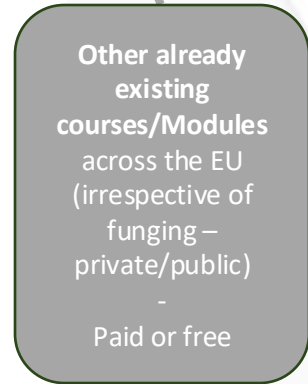 Other already
existing
courses/Modules
across the EU
(irrespective of
funging –
private/public)
-
Paid or free